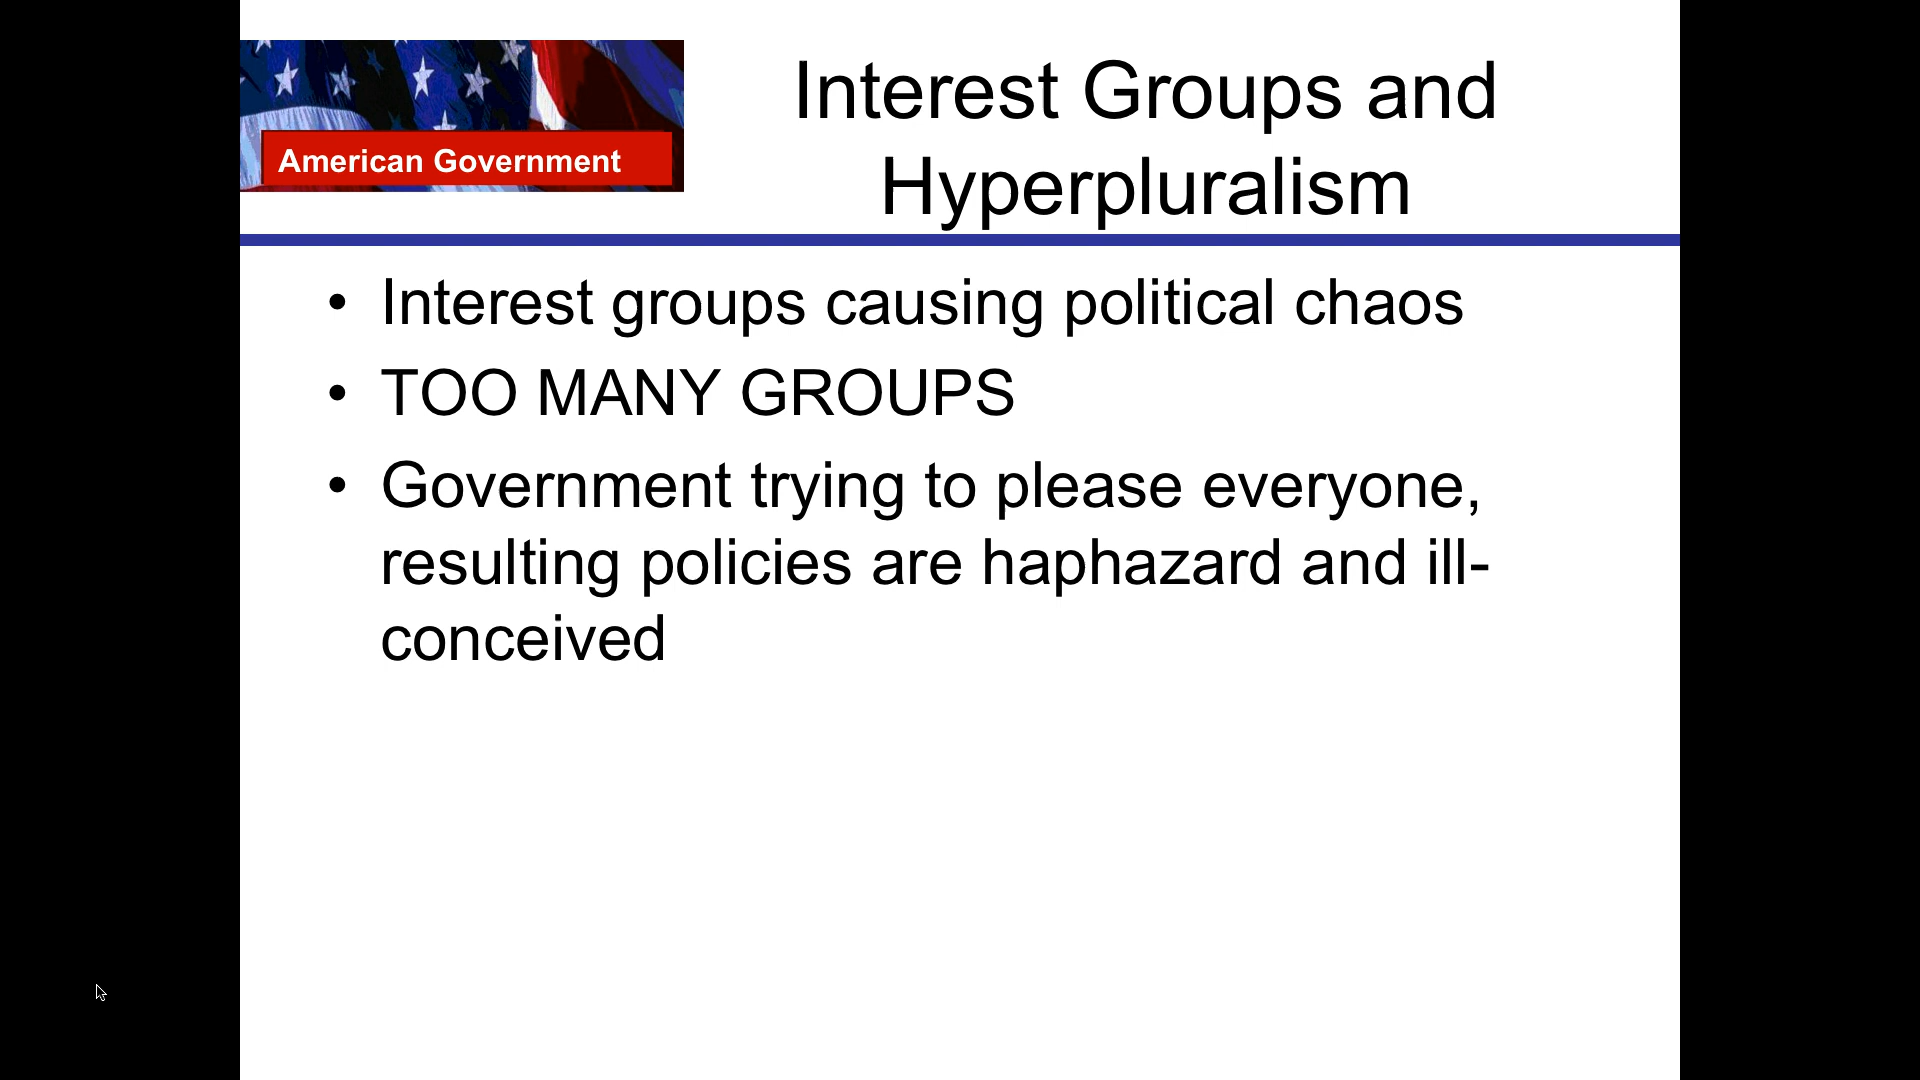 American Government
Interest Groups and
Hyperpluralism
• Interest groups causing political chaos
• TOO MANY GROUPS
• Government trying to please everyone,
resulting policies are haphazard and ill-
conceived